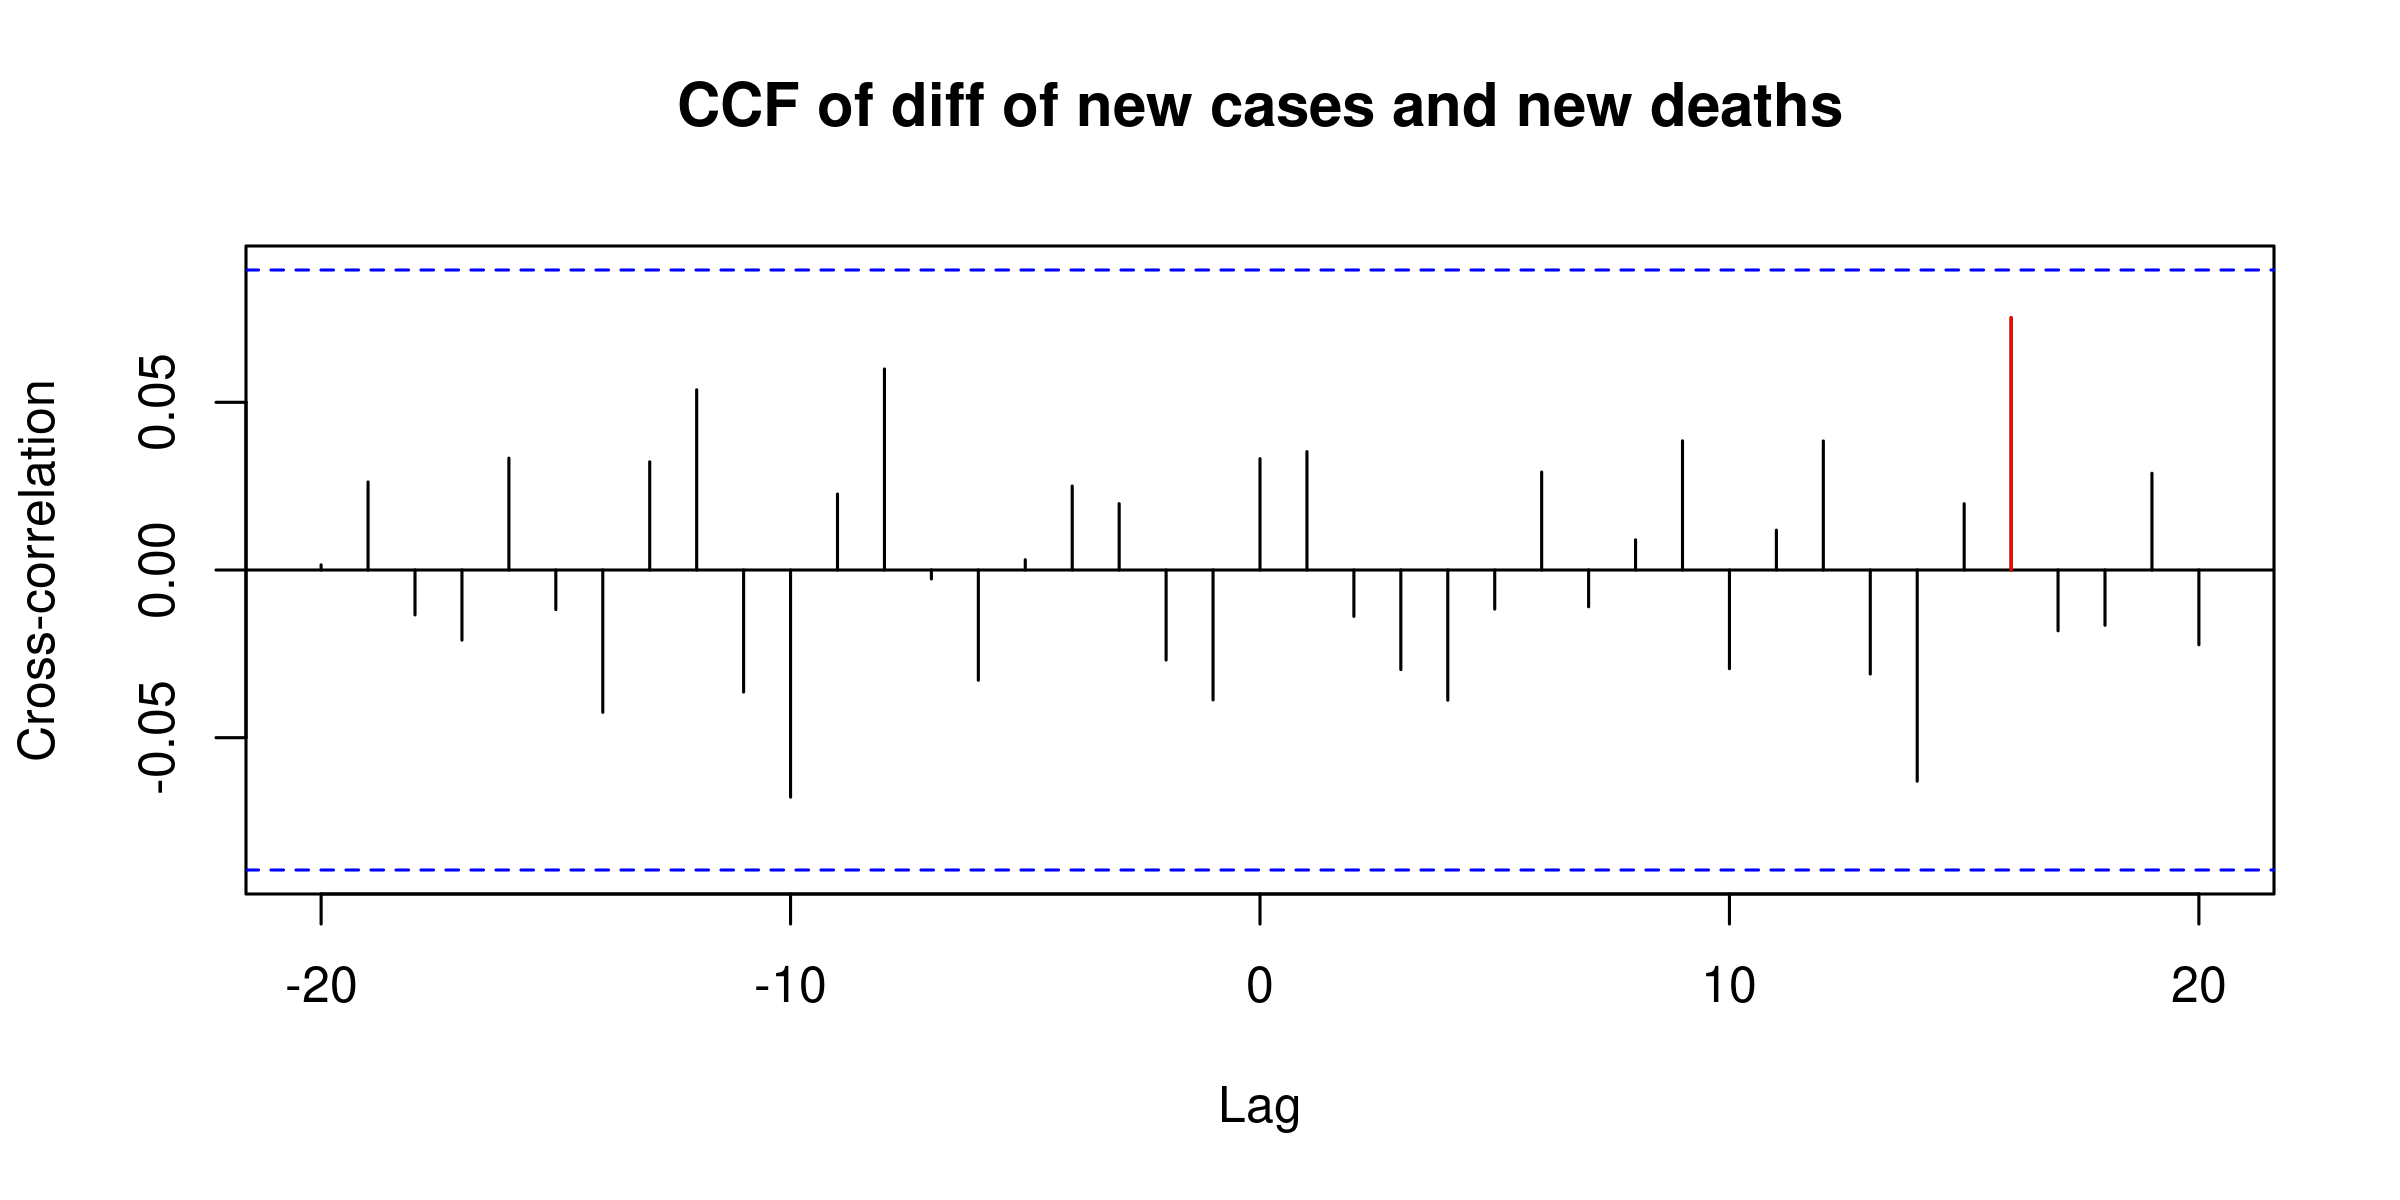 CCF of diff of new cases and new deaths
Cross-correlation
0.05
0.00
-0.05
-20 -10 0 10 20
Lag